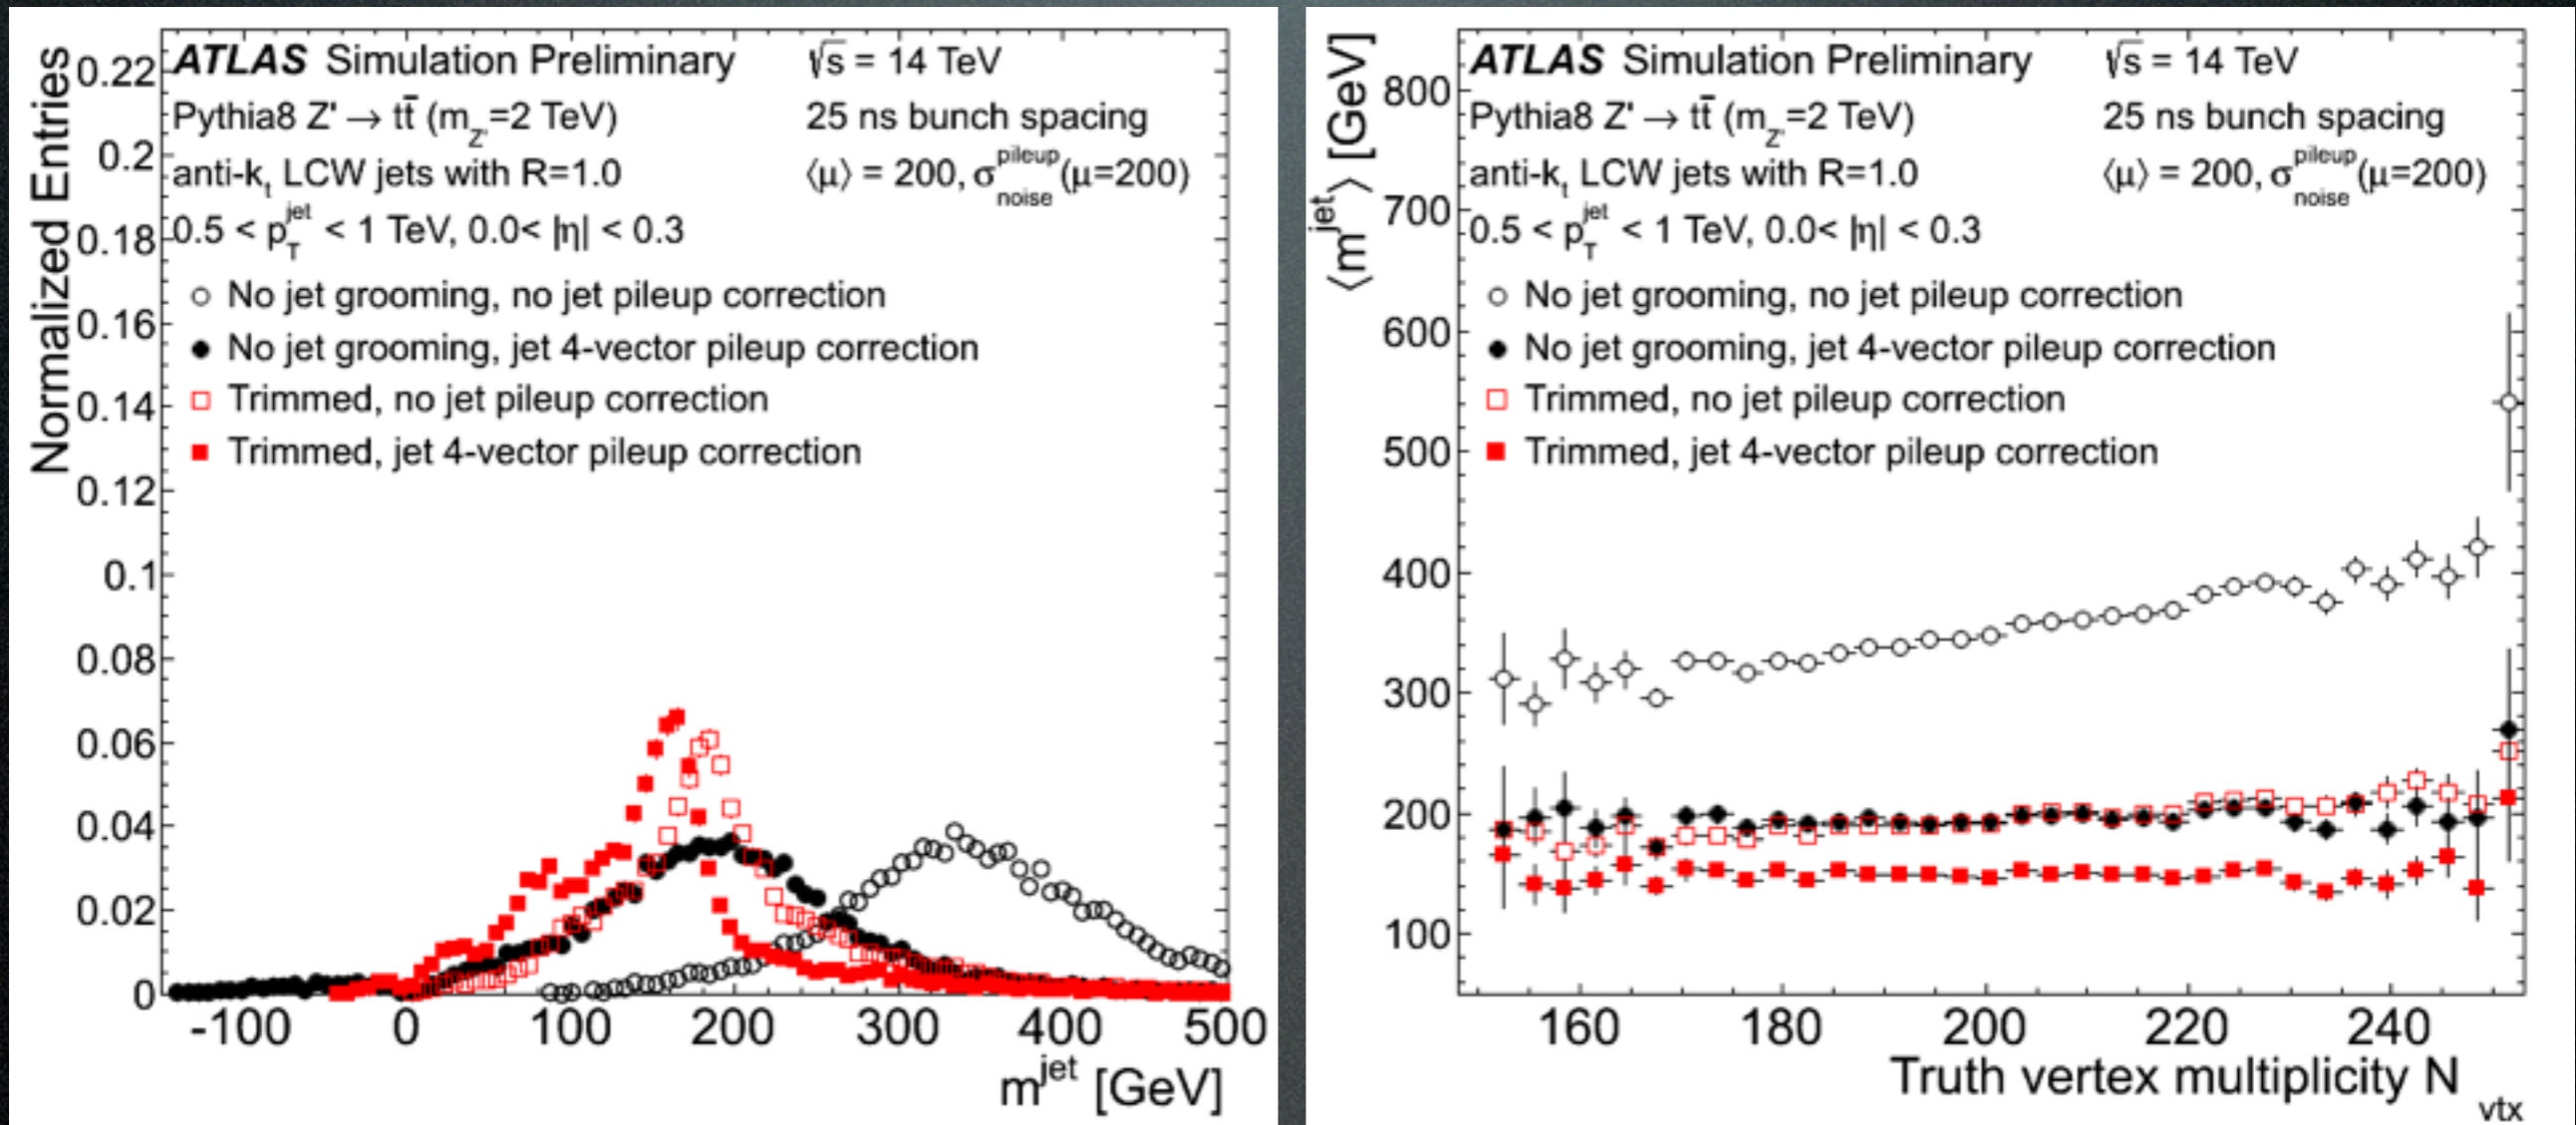 ATLAS Simulation Preliminary √s = 14 TeV
Pythia8 Z' → tt̄ (m_Z'=2 TeV) 25 ns bunch spacing
anti-k_t LCW jets with R=1.0 ⟨μ⟩ = 200, σ_noise^pileup(μ=200)
0.5 < p_T^jet < 1 TeV, 0.0< |η| < 0.3
○ No jet grooming, no jet pileup correction
● No jet grooming, jet 4-vector pileup correction
□ Trimmed, no jet pileup correction
■ Trimmed, jet 4-vector pileup correction
Normalized Entries
0.22
0.2
0.18
0.16
0.14
0.12
0.1
0.08
0.06
0.04
0.02
0
-100 0 100 200 300 400 500
m^jet [GeV]
ATLAS Simulation Preliminary √s = 14 TeV
Pythia8 Z' → tt̄ (m_Z'=2 TeV) 25 ns bunch spacing
anti-k_t LCW jets with R=1.0 ⟨μ⟩ = 200, σ_noise^pileup(μ=200)
0.5 < p_T^jet < 1 TeV, 0.0< |η| < 0.3
○ No jet grooming, no jet pileup correction
● No jet grooming, jet 4-vector pileup correction
□ Trimmed, no jet pileup correction
■ Trimmed, jet 4-vector pileup correction
⟨m^jet⟩ [GeV]
800
700
600
500
400
300
200
100
160 180 200 220 240
Truth vertex multiplicity N_vtx